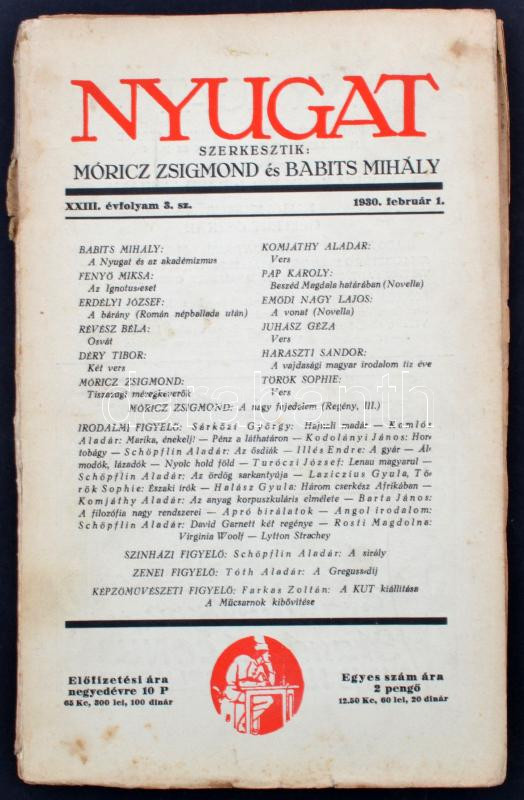 NYUGAT
SZERKESZTIK:
MÓRICZ ZSIGMOND és BABITS MIHÁLY
XXIII. évfolyam 3. sz.
1930. február 1.
BABITS MIHÁLY:
A Nyugat és az akadémizmus
FENYŐ MIKSA:
Az Ignotus-eset
ERDÉLYI JÓZSEF:
A bárány (Román népballada után)
RÉVÉSZ BÉLA:
Osvát
DÉRY TIBOR:
Két vers
MÓRICZ ZSIGMOND:
Tiszazugi méregkeverők
KOMJÁTHY ALADÁR:
Vers
PAP KÁROLY:
Beszéd Magdala határában (Novella)
EMŐDI NAGY LAJOS:
A vonat (Novella)
JUHÁSZ GÉZA
Vers
HARASZTI SÁNDOR:
A vajdasági magyar irodalom tíz éve
TÖRÖK SOPHIE:
Vers
MÓRICZ ZSIGMOND: A nagy fejedelem (Regény, III.)
IRODALMI FIGYELŐ: Sárközi György: Hajnali madár — Komlós
Aladár: Marika, énekelj! — Pénz a láthatáron — Kodolányi János: Hor-
tobágy — Schöpflin Aladár: Az ősdiák — Illés Endre: A gyár — Ál-
modók, lázadók — Nyolc hold föld — Turóczi József: Lenau magyarul —
Schöpflin Aladár: Az ördög sarkantyúja — Laziczius Gyula, Tö-
rök Sophie: Északi írók — Halász Gyula: Három cserkész Afrikában —
Komjáthy Aladár: Az anyag korpuszkuláris elmélete — Barta János:
A filozófia nagy rendszerei — Apró bírálatok — Angol irodalom:
Schöpflin Aladár: David Garnett két regénye — Rosti Magdolna:
Virginia Woolf — Lytton Strachey
SZINHÁZI FIGYELŐ: Schöpflin Aladár: A sirály
ZENEI FIGYELŐ: Tóth Aladár: A Gregussdíj
KÉPZŐMŰVÉSZETI FIGYELŐ: Farkas Zoltán: A KUT kiállítása
A Műcsarnok kibővítése
Előfizetési ára
negyedévre 10 P
65 Kc, 300 lei, 100 dinár
Egyes szám ára
2 pengő
12.50 Kc, 60 lei, 20 dinár
darabanth